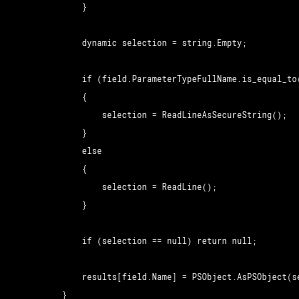 }
dynamic selection = string.Empty;
if (field.ParameterTypeFullName.is_equal_to(
{
selection = ReadLineAsSecureString();
}
else
{
selection = ReadLine();
}
if (selection == null) return null;
results[field.Name] = PSObject.AsPSObject(se
}